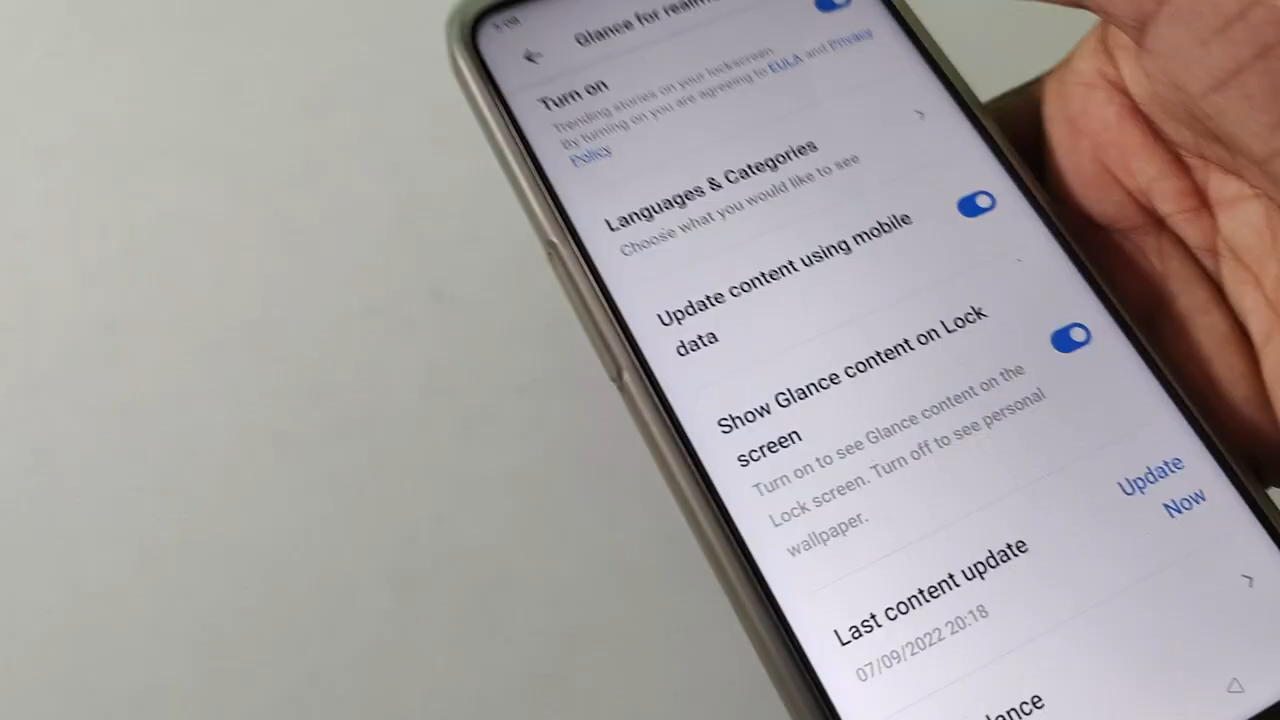 Glance for
Turn on
Trending stories on your lockscreen
By turning on you are agreeing to EULA and Privacy
Policy
Languages & Categories
Choose what you would like to see
Update content using mobile
data
Show Glance content on Lock
screen
Turn on to see Glance content on the
Lock screen. Turn off to see personal
wallpaper.
Last content update
07/09/2022 20:18
Update
Now